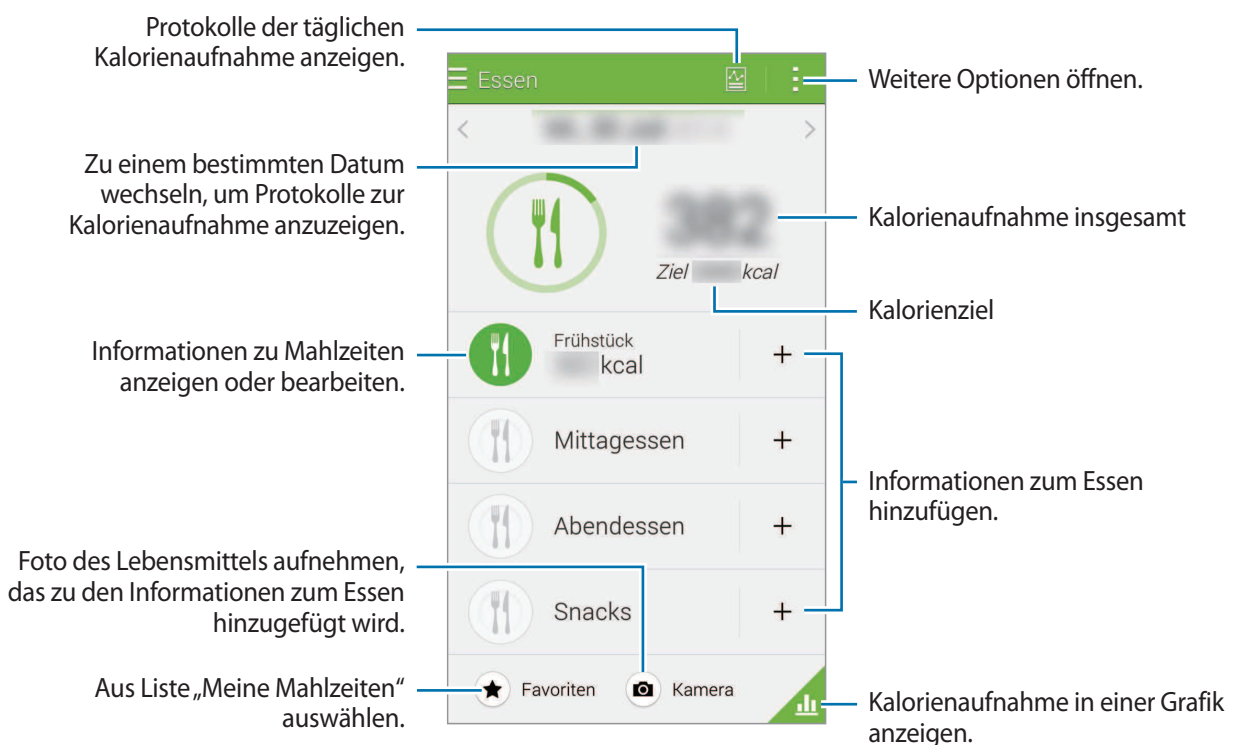 Protokolle der täglichen
Kalorienaufnahme anzeigen.
Essen
Weitere Optionen öffnen.
Zu einem bestimmten Datum
wechseln, um Protokolle zur
Kalorienaufnahme anzuzeigen.
382
Kalorienaufnahme insgesamt
Ziel kcal
Kalorienziel
Informationen zu Mahlzeiten
anzeigen oder bearbeiten.
Frühstück
kcal
Mittagessen
Informationen zum Essen
hinzufügen.
Abendessen
Foto des Lebensmittels aufnehmen,
das zu den Informationen zum Essen
hinzugefügt wird.
Snacks
Aus Liste „Meine Mahlzeiten“
auswählen.
Favoriten
Kamera
Kalorienaufnahme in einer Grafik
anzeigen.